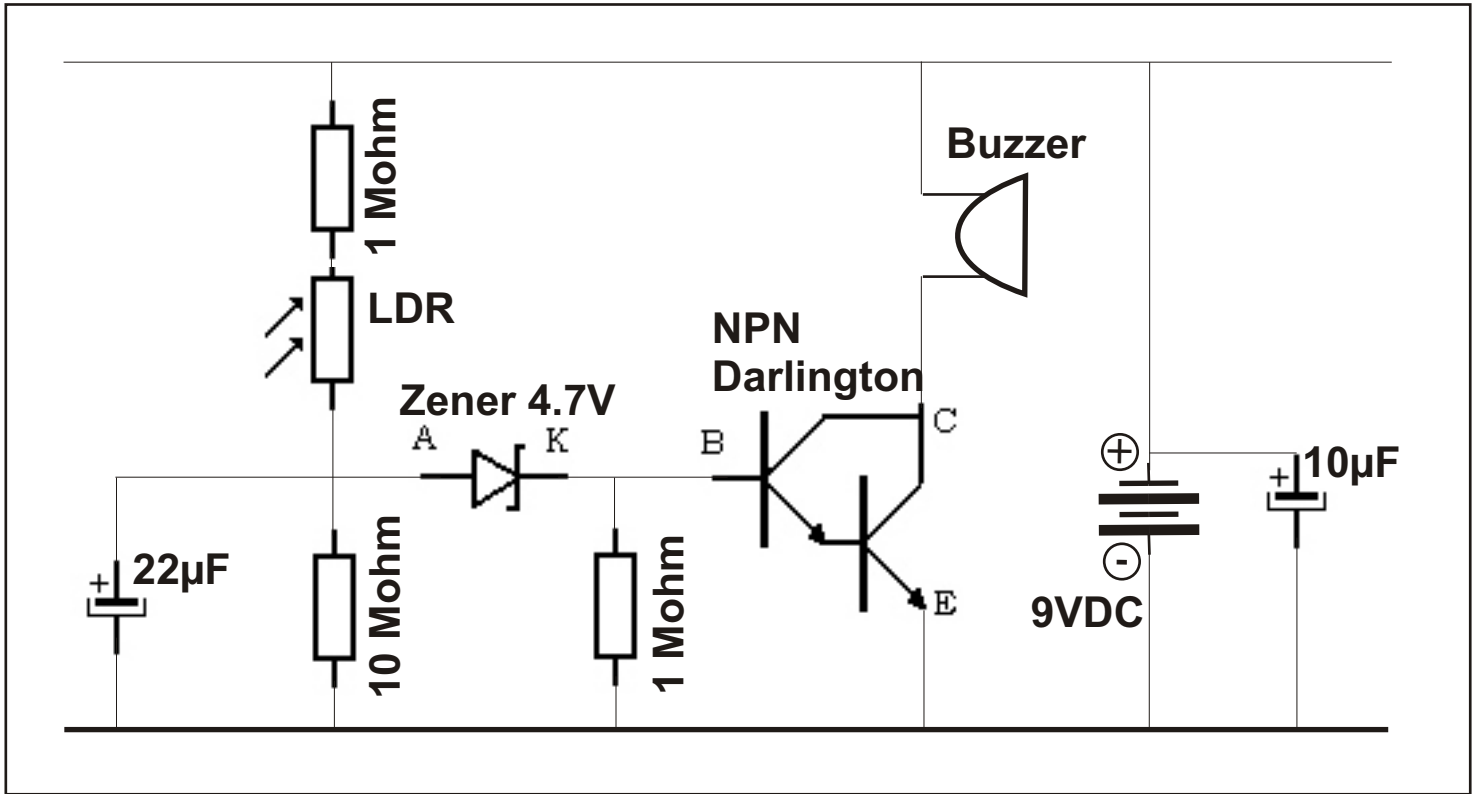 1 Mohm
LDR
Buzzer
NPN
Darlington
Zener 4.7V
A
K
B
C
E
+
22µF
10 Mohm
1 Mohm
+
-
9VDC
+
10µF